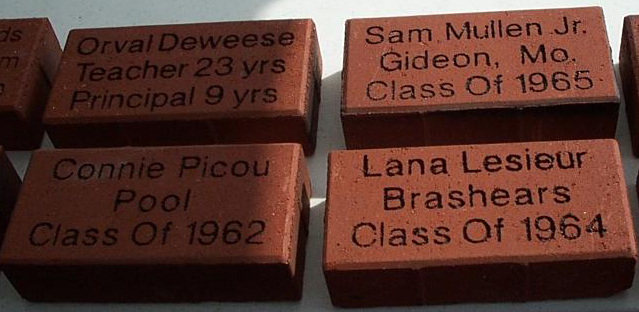 Orval Deweese
Teacher 23 yrs
Principal 9 yrs
Sam Mullen Jr.
Gideon, Mo.
Class Of 1965
Connie Picou
Pool
Class Of 1962
Lana Lesieur
Brashears
Class Of 1964